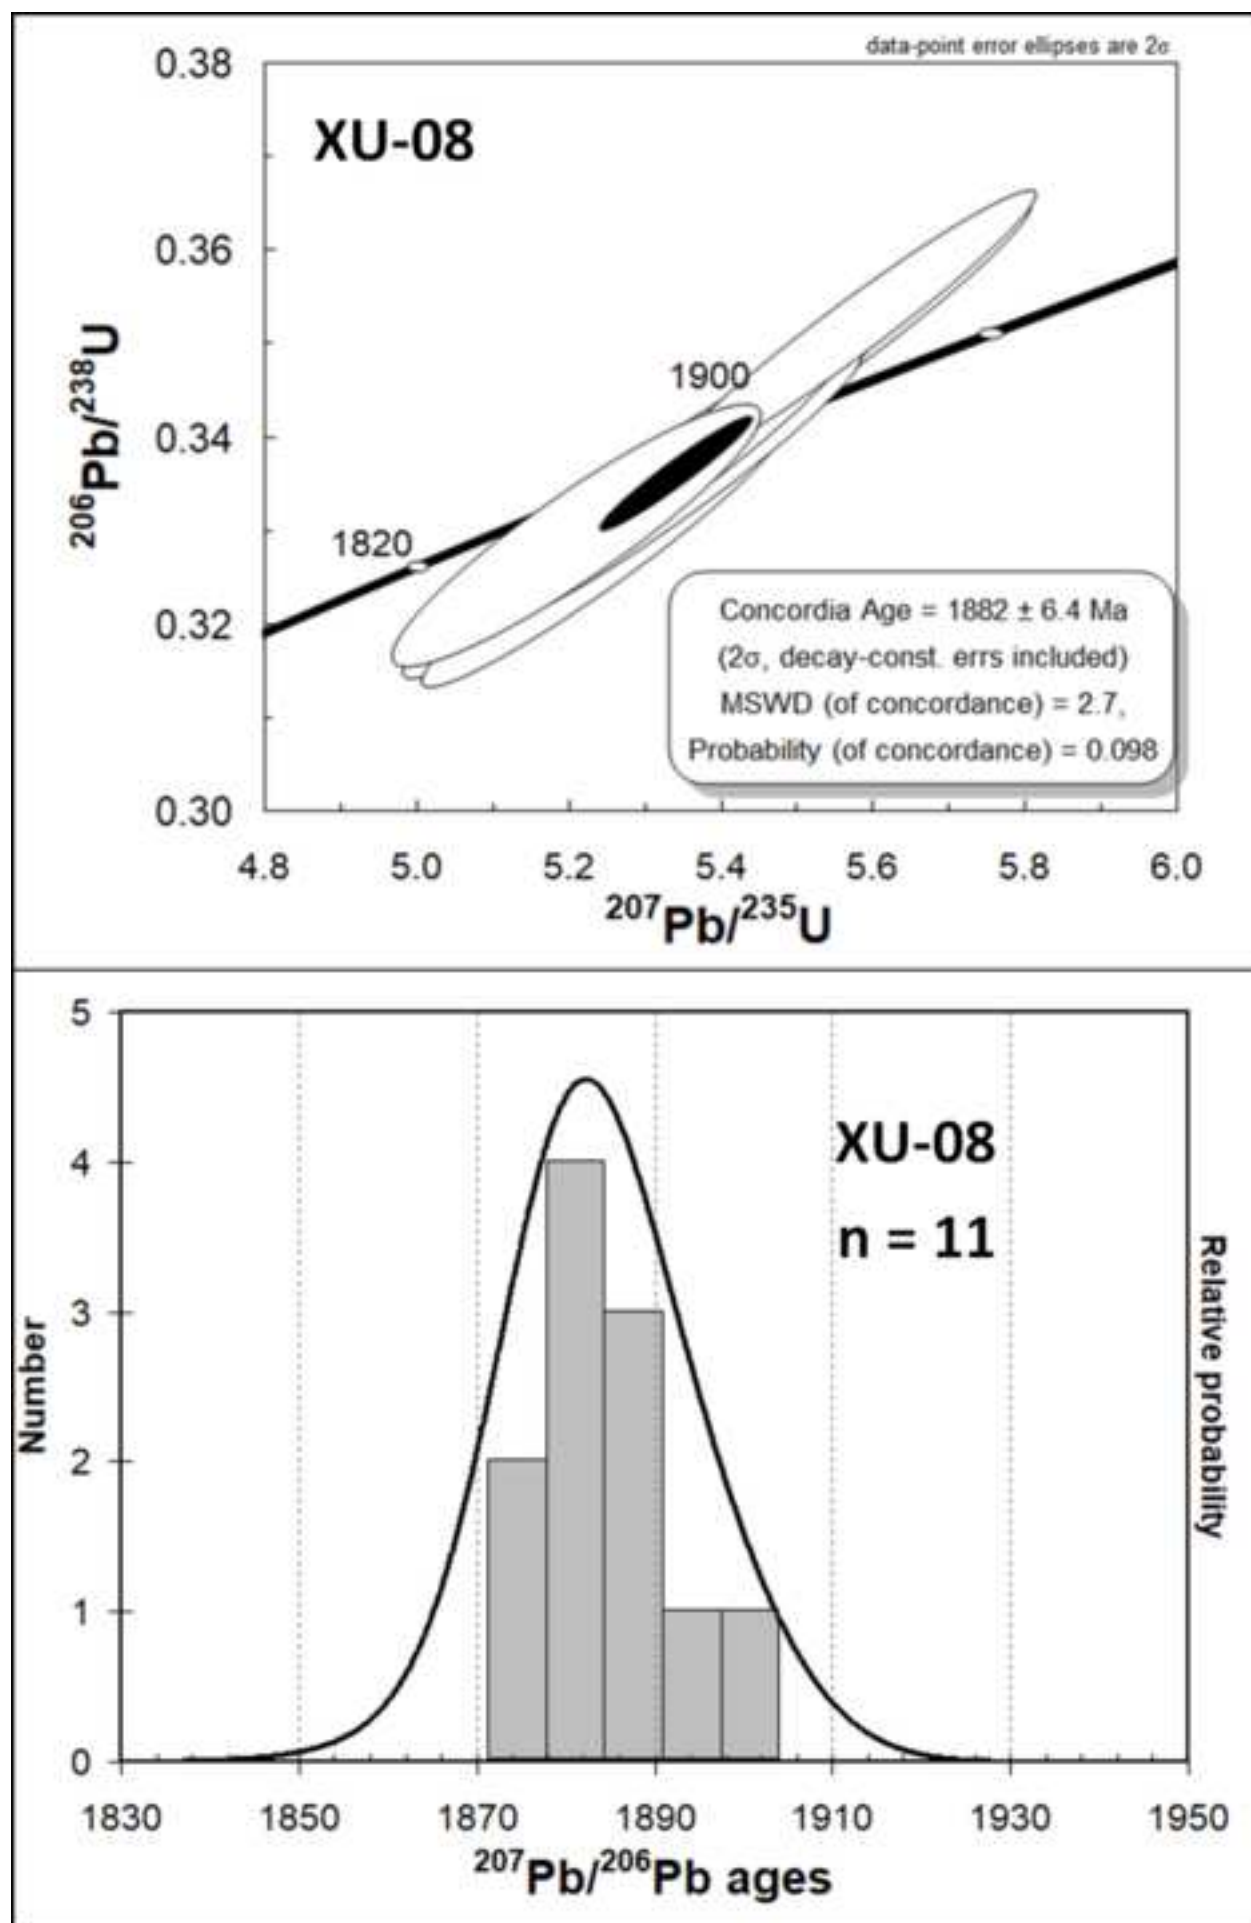 data-point error ellipses are 2σ
XU-08
0.38
0.36
0.34
0.32
0.30
²⁰⁶Pb/²³⁸U
1900
1820
Concordia Age = 1882 ± 6.4 Ma
(2σ, decay-const. errs included)
MSWD (of concordance) = 2.7,
Probability (of concordance) = 0.098
4.8 5.0 5.2 5.4 5.6 5.8 6.0
²⁰⁷Pb/²³⁵U
5
4
3
2
1
0
Number
XU-08
n = 11
Relative probability
1830 1850 1870 1890 1910 1930 1950
²⁰⁷Pb/²⁰⁶Pb ages